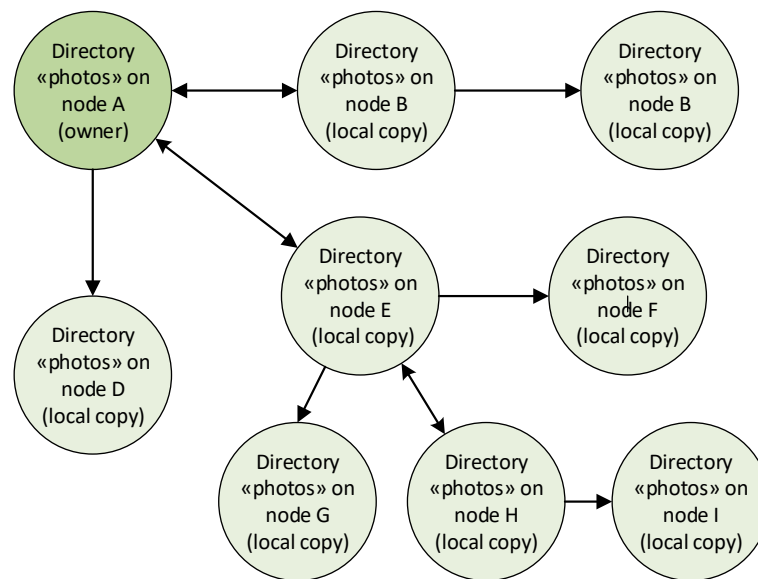 Directory
«photos» on
node A
(owner)
Directory
«photos» on
node B
(local copy)
Directory
«photos» on
node B
(local copy)
Directory
«photos» on
node E
(local copy)
Directory
«photos» on
node F
(local copy)
Directory
«photos» on
node D
(local copy)
Directory
«photos» on
node G
(local copy)
Directory
«photos» on
node H
(local copy)
Directory
«photos» on
node I
(local copy)